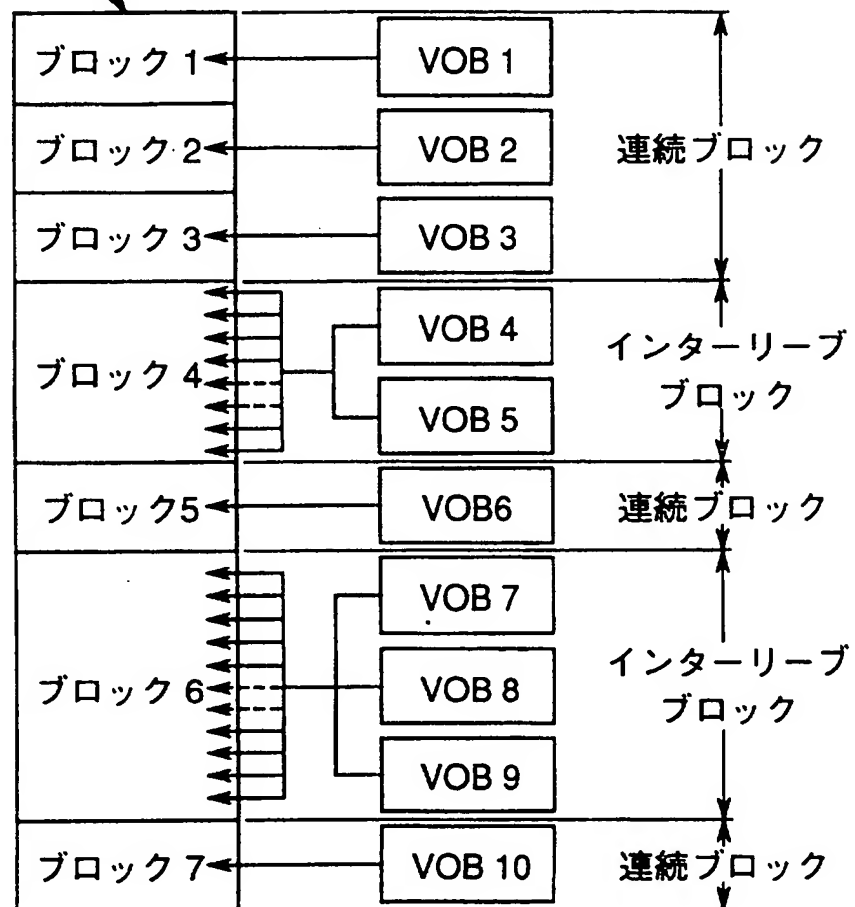 ブロック 1
VOB 1
ブロック 2
VOB 2
連続ブロック
ブロック 3
VOB 3
ブロック 4
VOB 4
VOB 5
インターリーブ
ブロック
ブロック5
VOB6
連続ブロック
ブロック 6
VOB 7
VOB 8
VOB 9
インターリーブ
ブロック
ブロック 7
VOB 10
連続ブロック